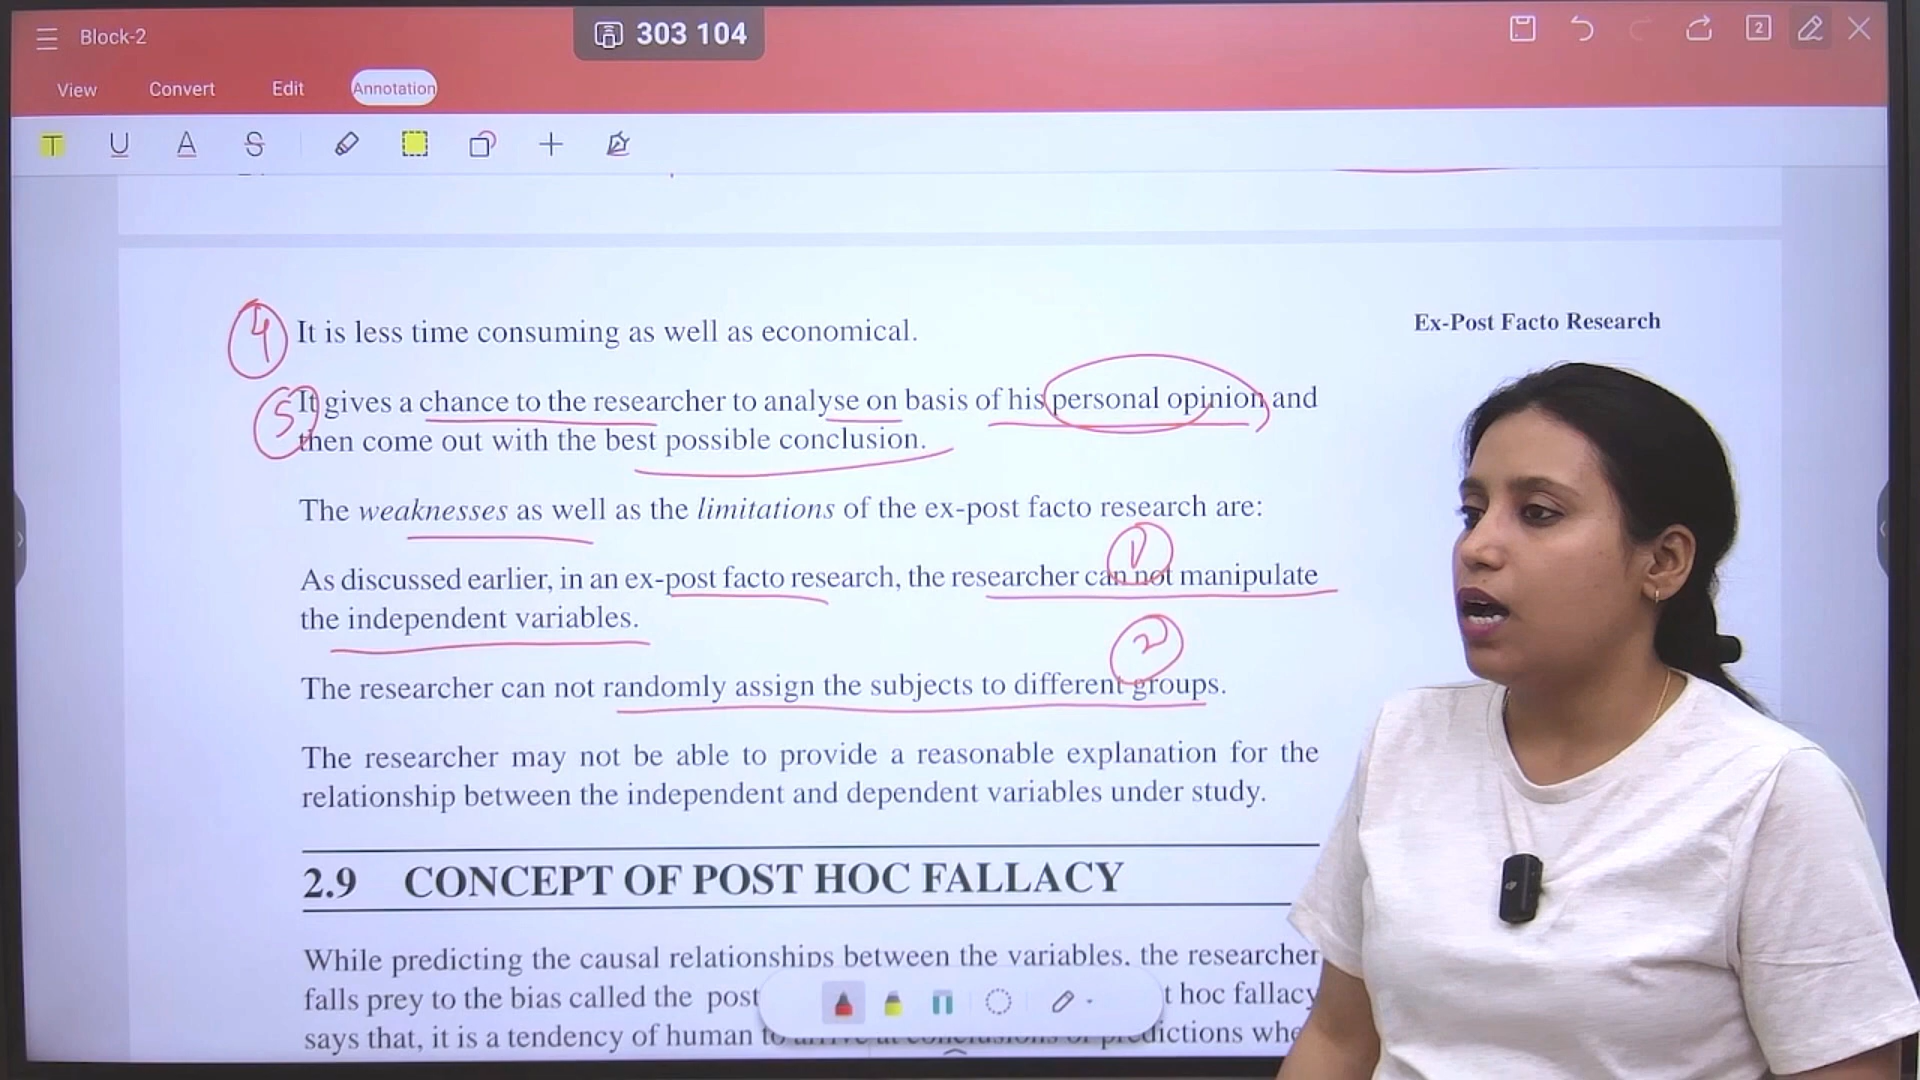 Block-2
303 104
2
View Convert Edit Annotation
T U A S
Ex-Post Facto Research
4 It is less time consuming as well as economical.
5 It gives a chance to the researcher to analyse on basis of his personal opinion and
then come out with the best possible conclusion.
The weaknesses as well as the limitations of the ex-post facto research are:
1
As discussed earlier, in an ex-post facto research, the researcher can not manipulate
the independent variables.
2
The researcher can not randomly assign the subjects to different groups.
The researcher may not be able to provide a reasonable explanation for the
relationship between the independent and dependent variables under study.
2.9 CONCEPT OF POST HOC FALLACY
While predicting the causal relationships between the variables, the researcher
falls prey to the bias called the post t hoc fallacy
says that, it is a tendency of human to arrive at conclusions or predictions whe